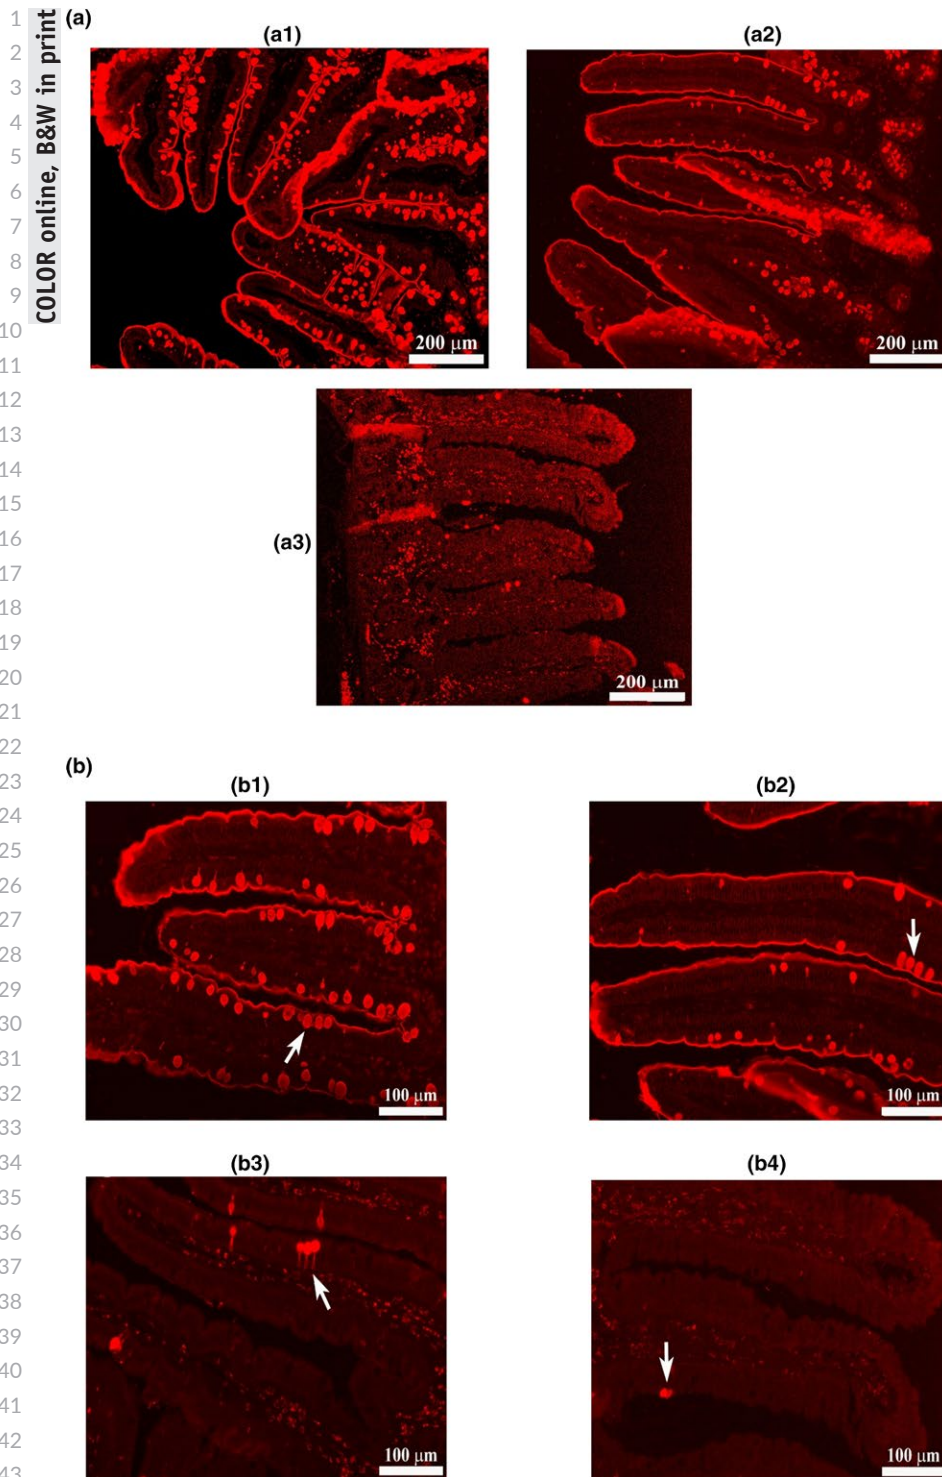 1
2
3
4
5
6
7
8
9
10
11
12
13
14
15
16
17
18
19
20
21
22
23
24
25
26
27
28
29
30
31
32
33
34
35
36
37
38
39
40
41
42
43
COLOR online, B&W in print
(a)
(a1)
(a2)
200 μm
200 μm
(a3)
200 μm
(b)
(b1)
(b2)
100 μm
100 μm
(b3)
(b4)
100 μm
100 μm